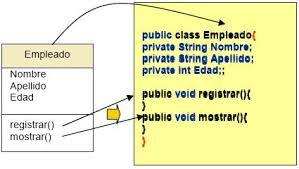 Empleado
Nombre
Apellido
Edad
registrar()
mostrar()
public class Empleado{
private String Nombre;
private String Apellido;
private int Edad;;
public void registrar(){
}
public void mostrar(){
}
}